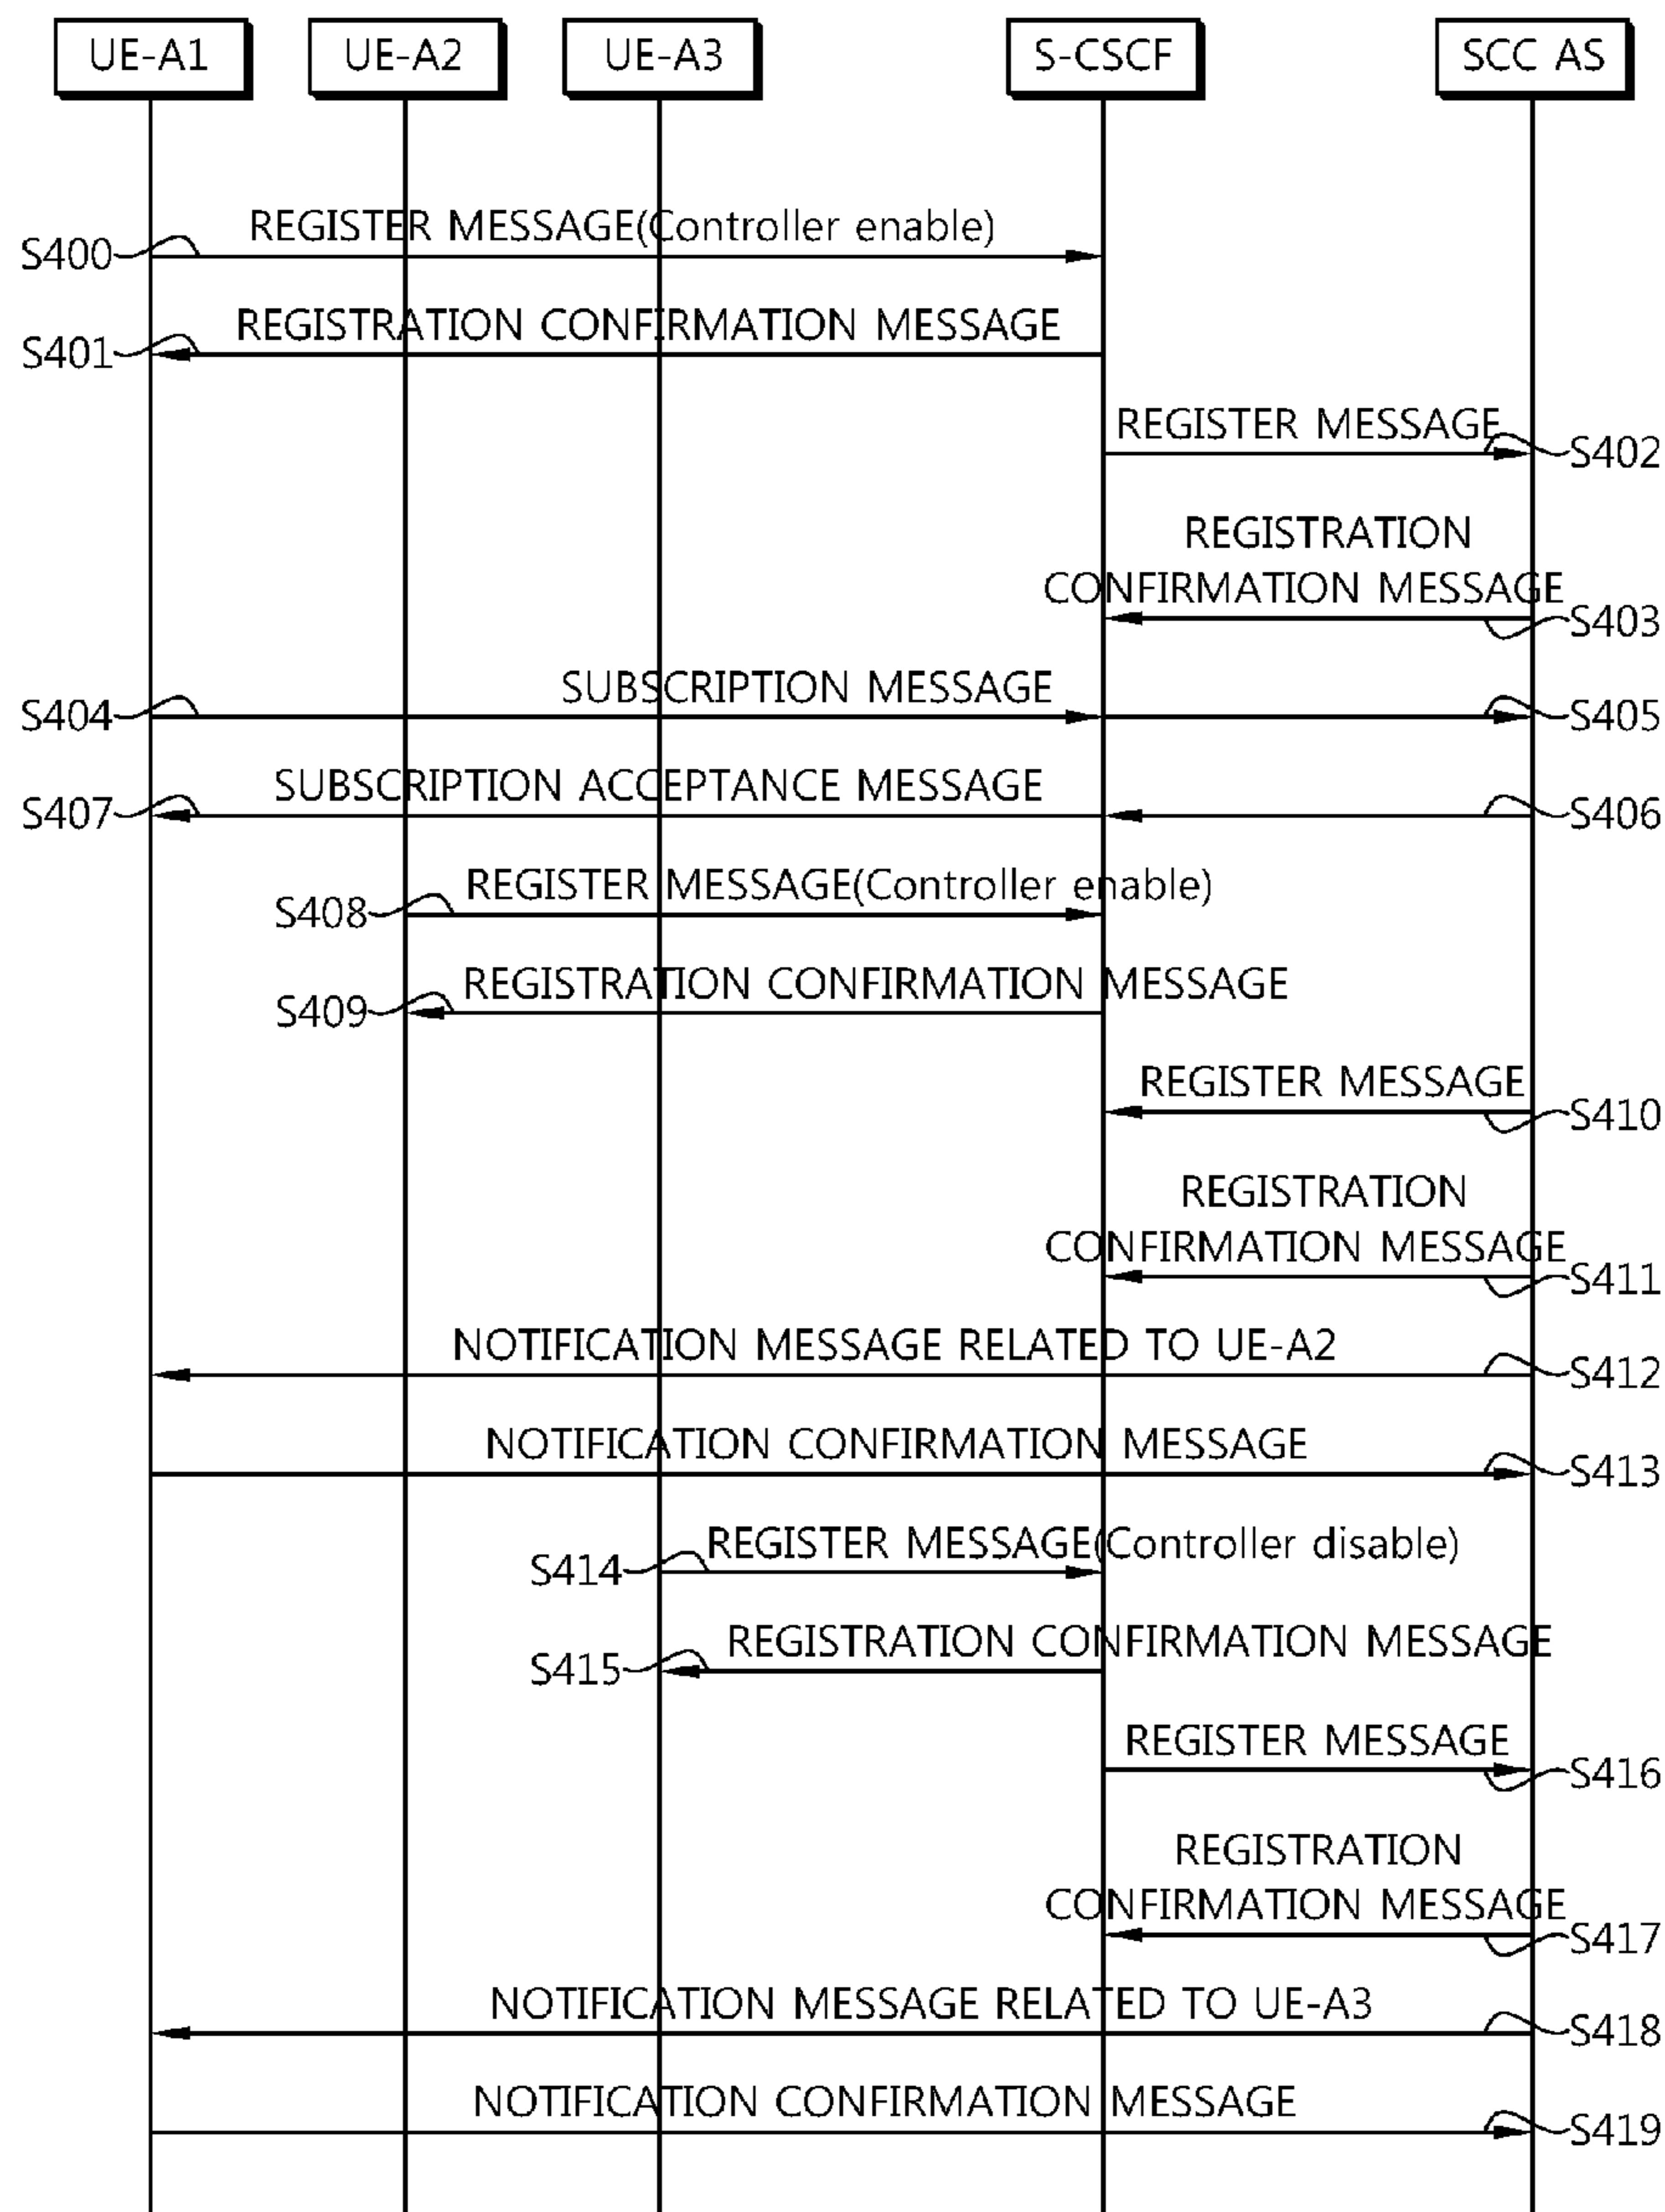 UE-A1 UE-A2 UE-A3 S-CSCF SCC AS
REGISTER MESSAGE(Controller enable)
S400
REGISTRATION CONFIRMATION MESSAGE
S401
REGISTER MESSAGE
S402
REGISTRATION
CONFIRMATION MESSAGE
S403
SUBSCRIPTION MESSAGE
S404 S405
SUBSCRIPTION ACCEPTANCE MESSAGE
S407 S406
REGISTER MESSAGE(Controller enable)
S408
REGISTRATION CONFIRMATION MESSAGE
S409
REGISTER MESSAGE
S410
REGISTRATION
CONFIRMATION MESSAGE
S411
NOTIFICATION MESSAGE RELATED TO UE-A2
S412
NOTIFICATION CONFIRMATION MESSAGE
S413
REGISTER MESSAGE(Controller disable)
S414
REGISTRATION CONFIRMATION MESSAGE
S415
REGISTER MESSAGE
S416
REGISTRATION
CONFIRMATION MESSAGE
S417
NOTIFICATION MESSAGE RELATED TO UE-A3
S418
NOTIFICATION CONFIRMATION MESSAGE
S419